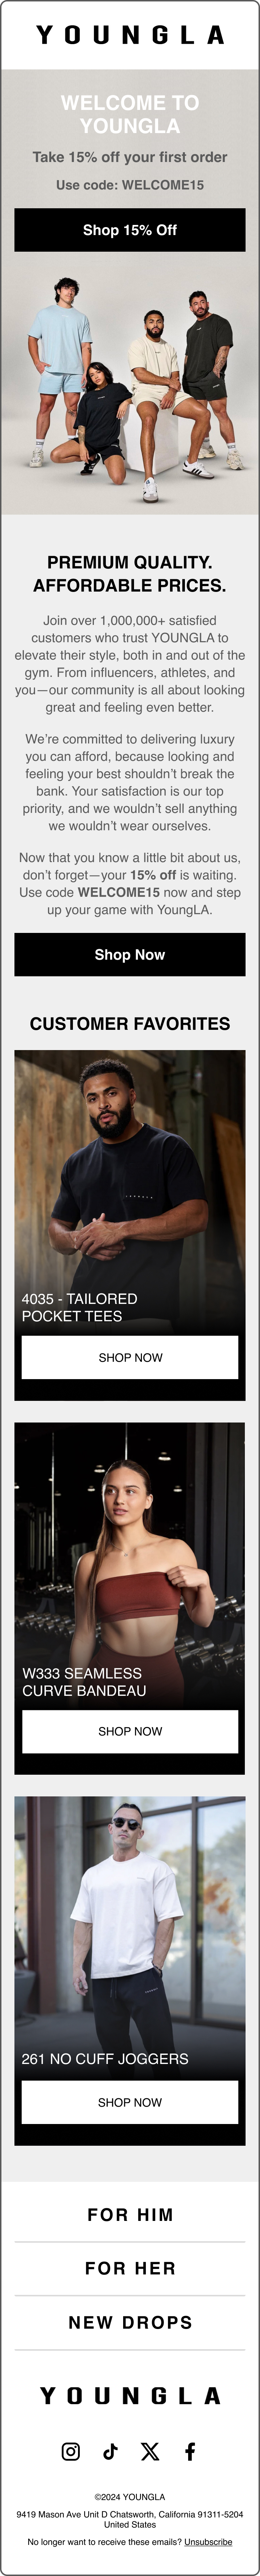 YOUNGLA
WELCOME TO
YOUNGLA
Take 15% off your first order
Use code: WELCOME15
Shop 15% Off
PREMIUM QUALITY.
AFFORDABLE PRICES.
Join over 1,000,000+ satisfied
customers who trust YOUNGLA to
elevate their style, both in and out of the
gym. From influencers, athletes, and
you—our community is all about looking
great and feeling even better.
We’re committed to delivering luxury
you can afford, because looking and
feeling your best shouldn’t break the
bank. Your satisfaction is our top
priority, and we wouldn’t sell anything
we wouldn’t wear ourselves.
Now that you know a little bit about us,
don’t forget—your 15% off is waiting.
Use code WELCOME15 now and step
up your game with YoungLA.
Shop Now
CUSTOMER FAVORITES
4035 - TAILORED
POCKET TEES
SHOP NOW
W333 SEAMLESS
CURVE BANDEAU
SHOP NOW
261 NO CUFF JOGGERS
SHOP NOW
FOR HIM
FOR HER
NEW DROPS
YOUNGLA
©2024 YOUNGLA
9419 Mason Ave Unit D Chatsworth, California 91311-5204
United States
No longer want to receive these emails? Unsubscribe